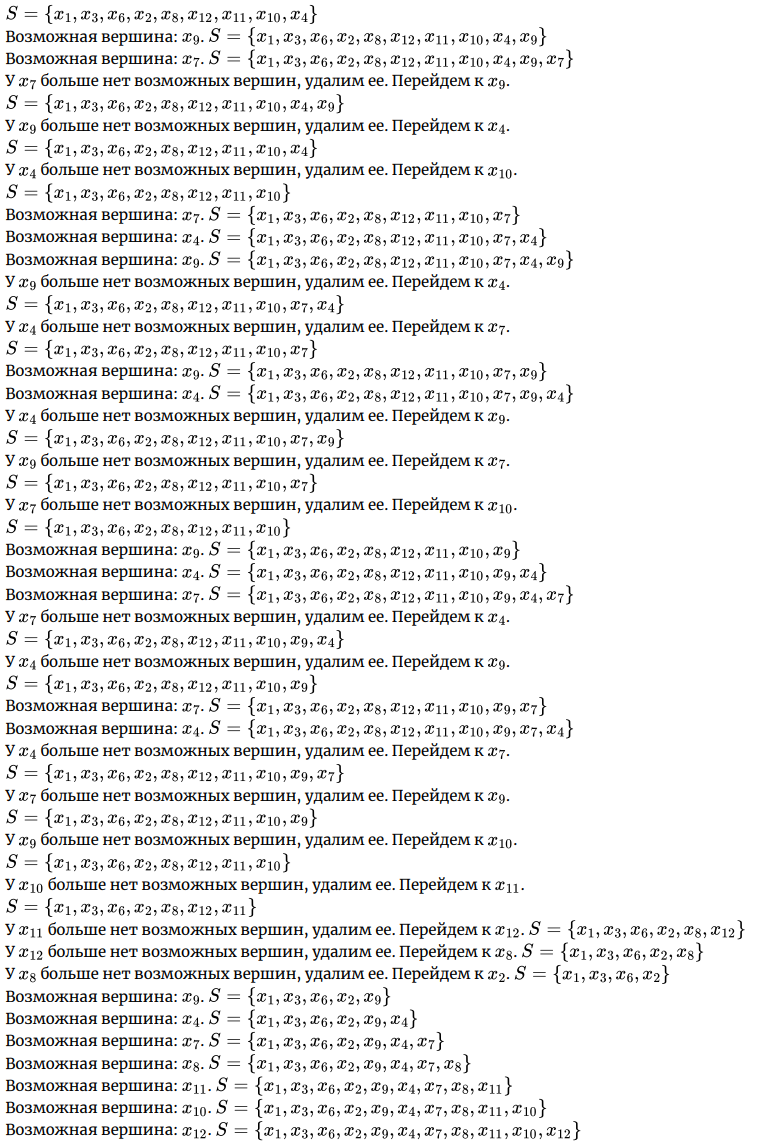 S = {x₁, x₃, x₆, x₂, x₈, x₁₂, x₁₁, x₁₀, x₄}
Возможная вершина: x₉. S = {x₁, x₃, x₆, x₂, x₈, x₁₂, x₁₁, x₁₀, x₄, x₉}
Возможная вершина: x₇. S = {x₁, x₃, x₆, x₂, x₈, x₁₂, x₁₁, x₁₀, x₄, x₉, x₇}
У x₇ больше нет возможных вершин, удалим ее. Перейдем к x₉.
S = {x₁, x₃, x₆, x₂, x₈, x₁₂, x₁₁, x₁₀, x₄, x₉}
У x₉ больше нет возможных вершин, удалим ее. Перейдем к x₄.
S = {x₁, x₃, x₆, x₂, x₈, x₁₂, x₁₁, x₁₀, x₄}
У x₄ больше нет возможных вершин, удалим ее. Перейдем к x₁₀.
S = {x₁, x₃, x₆, x₂, x₈, x₁₂, x₁₁, x₁₀}
Возможная вершина: x₇. S = {x₁, x₃, x₆, x₂, x₈, x₁₂, x₁₁, x₁₀, x₇}
Возможная вершина: x₄. S = {x₁, x₃, x₆, x₂, x₈, x₁₂, x₁₁, x₁₀, x₇, x₄}
Возможная вершина: x₉. S = {x₁, x₃, x₆, x₂, x₈, x₁₂, x₁₁, x₁₀, x₇, x₄, x₉}
У x₉ больше нет возможных вершин, удалим ее. Перейдем к x₄.
S = {x₁, x₃, x₆, x₂, x₈, x₁₂, x₁₁, x₁₀, x₇, x₄}
У x₄ больше нет возможных вершин, удалим ее. Перейдем к x₇.
S = {x₁, x₃, x₆, x₂, x₈, x₁₂, x₁₁, x₁₀, x₇}
Возможная вершина: x₉. S = {x₁, x₃, x₆, x₂, x₈, x₁₂, x₁₁, x₁₀, x₇, x₉}
Возможная вершина: x₄. S = {x₁, x₃, x₆, x₂, x₈, x₁₂, x₁₁, x₁₀, x₇, x₉, x₄}
У x₄ больше нет возможных вершин, удалим ее. Перейдем к x₉.
S = {x₁, x₃, x₆, x₂, x₈, x₁₂, x₁₁, x₁₀, x₇, x₉}
У x₉ больше нет возможных вершин, удалим ее. Перейдем к x₇.
S = {x₁, x₃, x₆, x₂, x₈, x₁₂, x₁₁, x₁₀, x₇}
У x₇ больше нет возможных вершин, удалим ее. Перейдем к x₁₀.
S = {x₁, x₃, x₆, x₂, x₈, x₁₂, x₁₁, x₁₀}
Возможная вершина: x₉. S = {x₁, x₃, x₆, x₂, x₈, x₁₂, x₁₁, x₁₀, x₉}
Возможная вершина: x₄. S = {x₁, x₃, x₆, x₂, x₈, x₁₂, x₁₁, x₁₀, x₉, x₄}
Возможная вершина: x₇. S = {x₁, x₃, x₆, x₂, x₈, x₁₂, x₁₁, x₁₀, x₉, x₄, x₇}
У x₇ больше нет возможных вершин, удалим ее. Перейдем к x₄.
S = {x₁, x₃, x₆, x₂, x₈, x₁₂, x₁₁, x₁₀, x₉, x₄}
У x₄ больше нет возможных вершин, удалим ее. Перейдем к x₉.
S = {x₁, x₃, x₆, x₂, x₈, x₁₂, x₁₁, x₁₀, x₉}
Возможная вершина: x₇. S = {x₁, x₃, x₆, x₂, x₈, x₁₂, x₁₁, x₁₀, x₉, x₇}
Возможная вершина: x₄. S = {x₁, x₃, x₆, x₂, x₈, x₁₂, x₁₁, x₁₀, x₉, x₇, x₄}
У x₄ больше нет возможных вершин, удалим ее. Перейдем к x₇.
S = {x₁, x₃, x₆, x₂, x₈, x₁₂, x₁₁, x₁₀, x₉, x₇}
У x₇ больше нет возможных вершин, удалим ее. Перейдем к x₉.
S = {x₁, x₃, x₆, x₂, x₈, x₁₂, x₁₁, x₁₀, x₉}
У x₉ больше нет возможных вершин, удалим ее. Перейдем к x₁₀.
S = {x₁, x₃, x₆, x₂, x₈, x₁₂, x₁₁, x₁₀}
У x₁₀ больше нет возможных вершин, удалим ее. Перейдем к x₁₁.
S = {x₁, x₃, x₆, x₂, x₈, x₁₂, x₁₁}
У x₁₁ больше нет возможных вершин, удалим ее. Перейдем к x₁₂. S = {x₁, x₃, x₆, x₂, x₈, x₁₂}
У x₁₂ больше нет возможных вершин, удалим ее. Перейдем к x₈. S = {x₁, x₃, x₆, x₂, x₈}
У x₈ больше нет возможных вершин, удалим ее. Перейдем к x₂. S = {x₁, x₃, x₆, x₂}
Возможная вершина: x₉. S = {x₁, x₃, x₆, x₂, x₉}
Возможная вершина: x₄. S = {x₁, x₃, x₆, x₂, x₉, x₄}
Возможная вершина: x₇. S = {x₁, x₃, x₆, x₂, x₉, x₄, x₇}
Возможная вершина: x₈. S = {x₁, x₃, x₆, x₂, x₉, x₄, x₇, x₈}
Возможная вершина: x₁₁. S = {x₁, x₃, x₆, x₂, x₉, x₄, x₇, x₈, x₁₁}
Возможная вершина: x₁₀. S = {x₁, x₃, x₆, x₂, x₉, x₄, x₇, x₈, x₁₁, x₁₀}
Возможная вершина: x₁₂. S = {x₁, x₃, x₆, x₂, x₉, x₄, x₇, x₈, x₁₁, x₁₀, x₁₂}